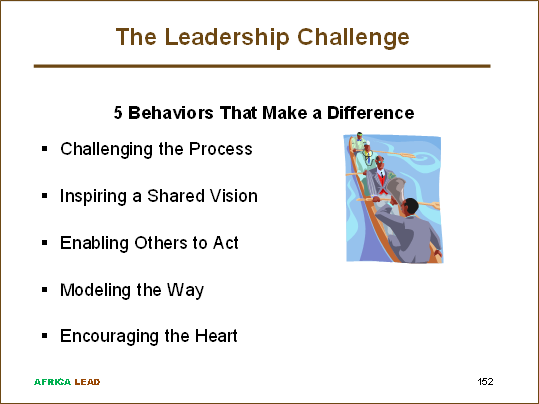 The Leadership Challenge
5 Behaviors That Make a Difference
▪ Challenging the Process
▪ Inspiring a Shared Vision
▪ Enabling Others to Act
▪ Modeling the Way
▪ Encouraging the Heart
AFRICA LEAD
152